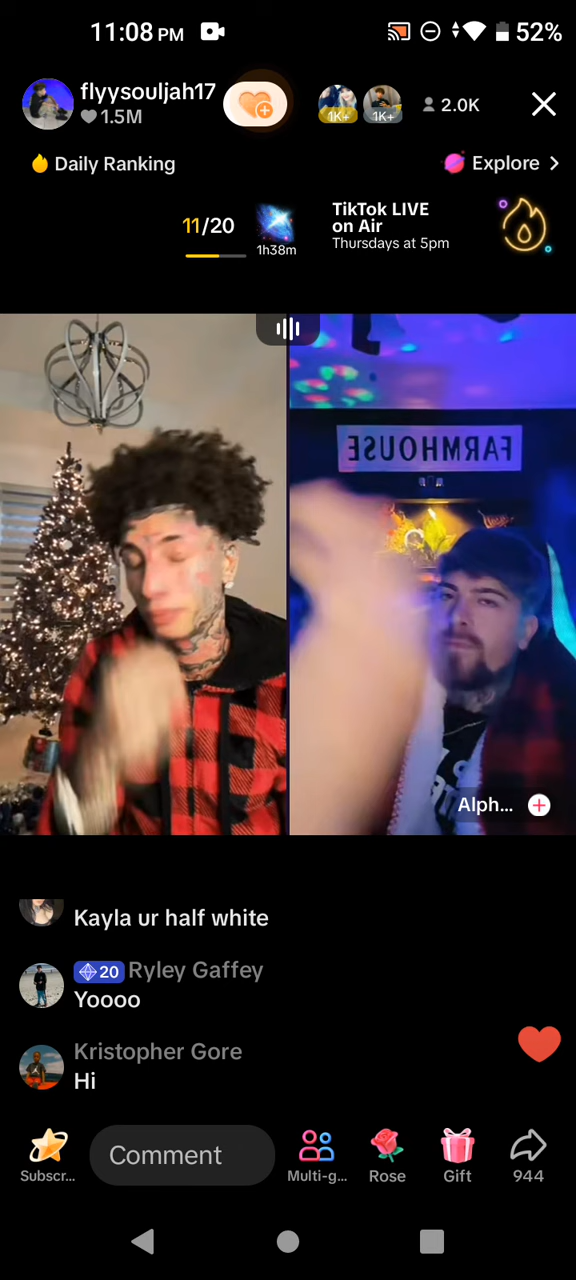 11:08 PM
52%
flyysouljah17
1.5M
1K+
1K+
2.0K
Daily Ranking
Explore
11/20
1h38m
TikTok LIVE
on Air
Thursdays at 5pm
FARMHOUSE
Alph...
Kayla ur half white
20 Ryley Gaffey
Yoooo
Kristopher Gore
Hi
Subscr...
Comment
Multi-g...
Rose
Gift
944